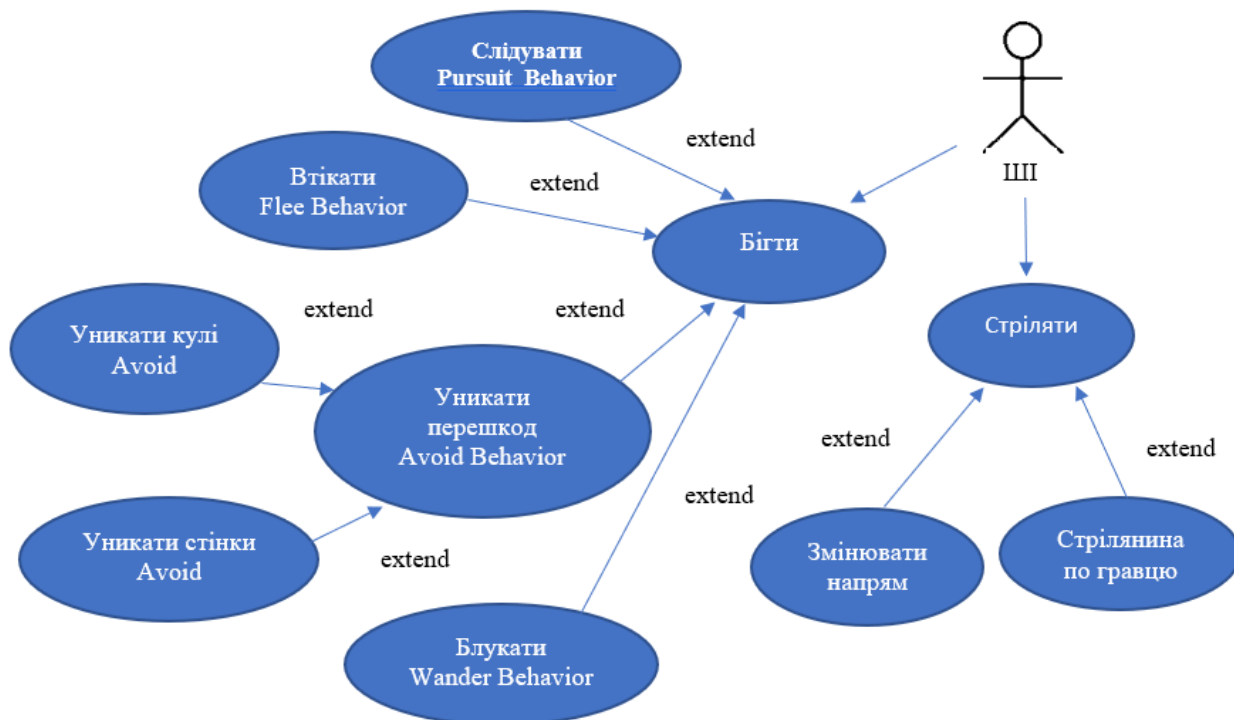 Слідувати
Pursuit Behavior
extend
ШІ
Втікати
Flee Behavior
extend
Бігти
extend
extend
Уникати кулі
Avoid
Стріляти
Уникати
перешкод
Avoid Behavior
extend
extend
extend
Уникати стінки
Avoid
extend
Змінювати
напрям
Стрілянина
по гравцю
Блукати
Wander Behavior